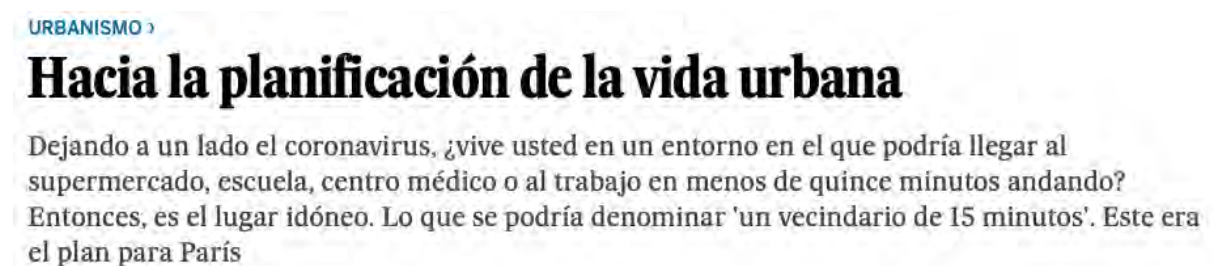 URBANISMO ›
Hacia la planificación de la vida urbana
Dejando a un lado el coronavirus, ¿vive usted en un entorno en el que podría llegar al
supermercado, escuela, centro médico o al trabajo en menos de quince minutos andando?
Entonces, es el lugar idóneo. Lo que se podría denominar 'un vecindario de 15 minutos'. Este era
el plan para París